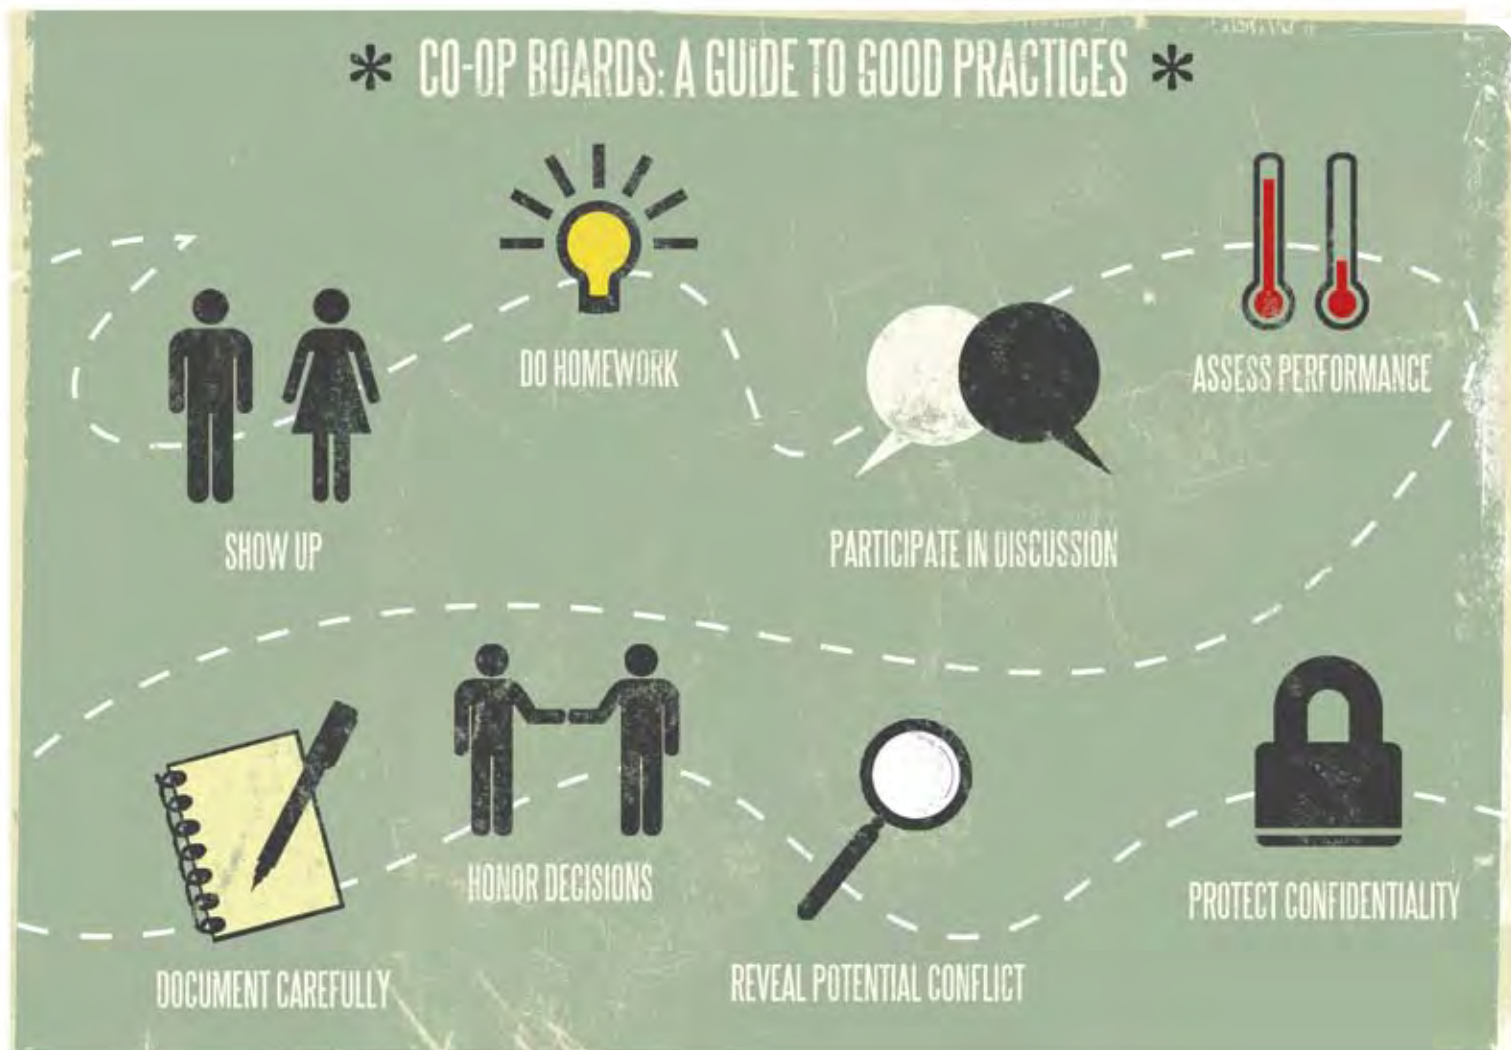 * CO-OP BOARDS: A GUIDE TO GOOD PRACTICES *
SHOW UP
DO HOMEWORK
PARTICIPATE IN DISCUSSION
ASSESS PERFORMANCE
DOCUMENT CAREFULLY
HONOR DECISIONS
REVEAL POTENTIAL CONFLICT
PROTECT CONFIDENTIALITY